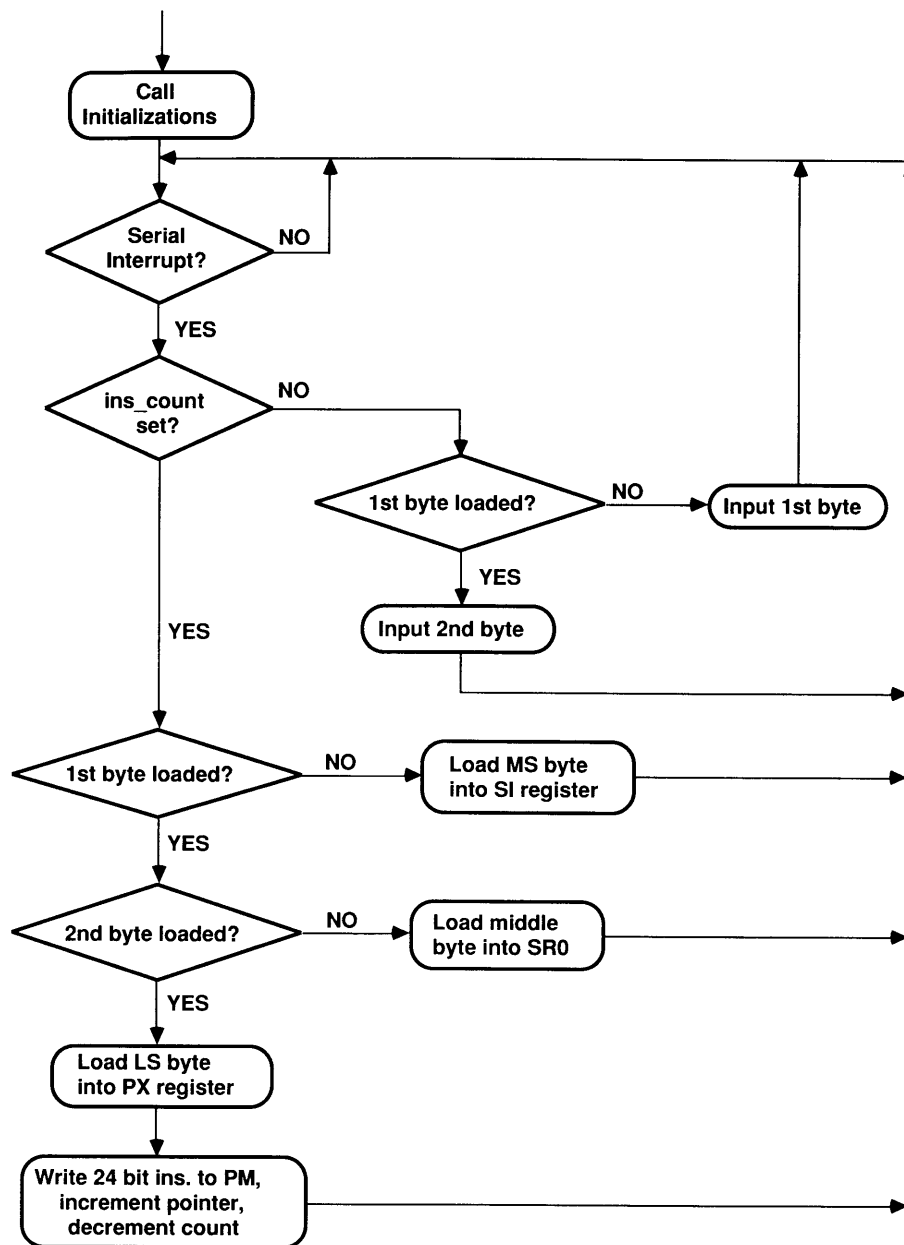 Call
Initializations
Serial
Interrupt?
NO
YES
ins_count
set?
NO
1st byte loaded?
NO
Input 1st byte
YES
Input 2nd byte
YES
1st byte loaded?
NO
Load MS byte
into SI register
YES
2nd byte loaded?
NO
Load middle
byte into SR0
YES
Load LS byte
into PX register
Write 24 bit ins. to PM,
increment pointer,
decrement count